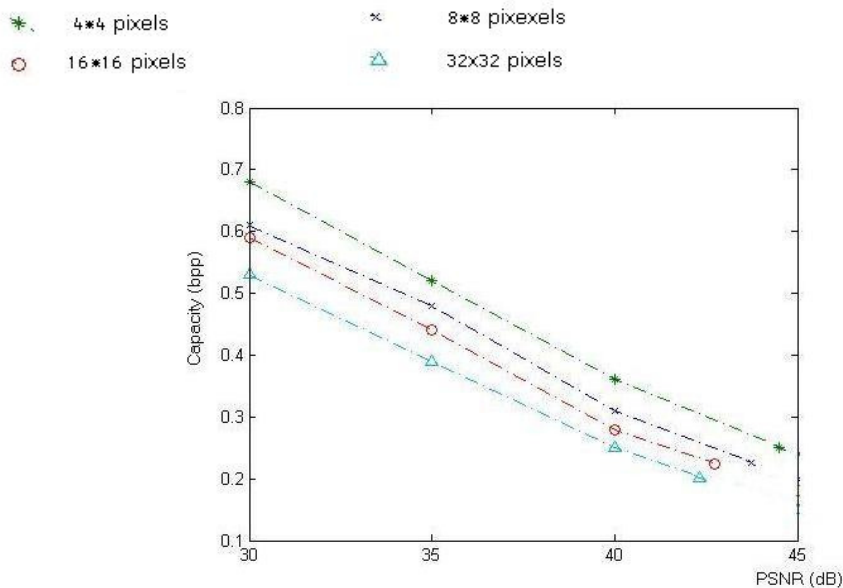 4*4 pixels
8*8 pixexels
16*16 pixels
32x32 pixels
0.8
0.7
0.6
0.5
0.4
0.3
0.2
0.1
Capacity (bpp)
30
35
40
45
PSNR (dB)